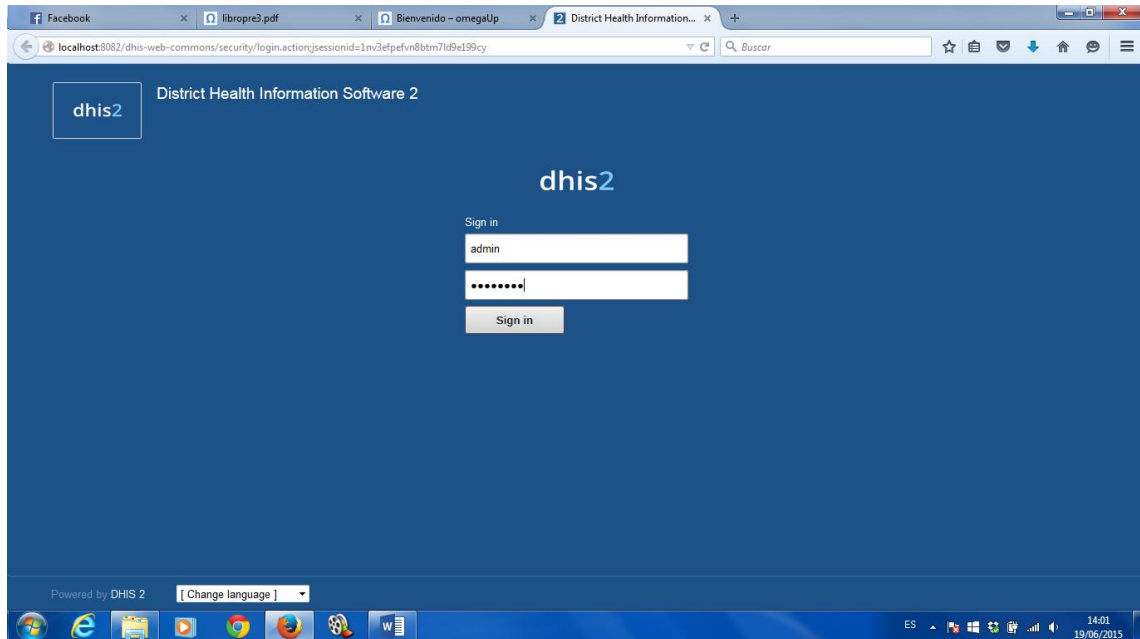 Facebook
libropre3.pdf
Bienvenido – omegaUp
District Health Information...
localhost:8082/dhis-web-commons/security/login.action;jsessionid=1nv3efpefvn8btm7ld9e199cy
Buscar
dhis2
District Health Information Software 2
dhis2
Sign in
admin
Sign in
Powered by DHIS 2
[ Change language ]
ES
14:01
19/06/2015